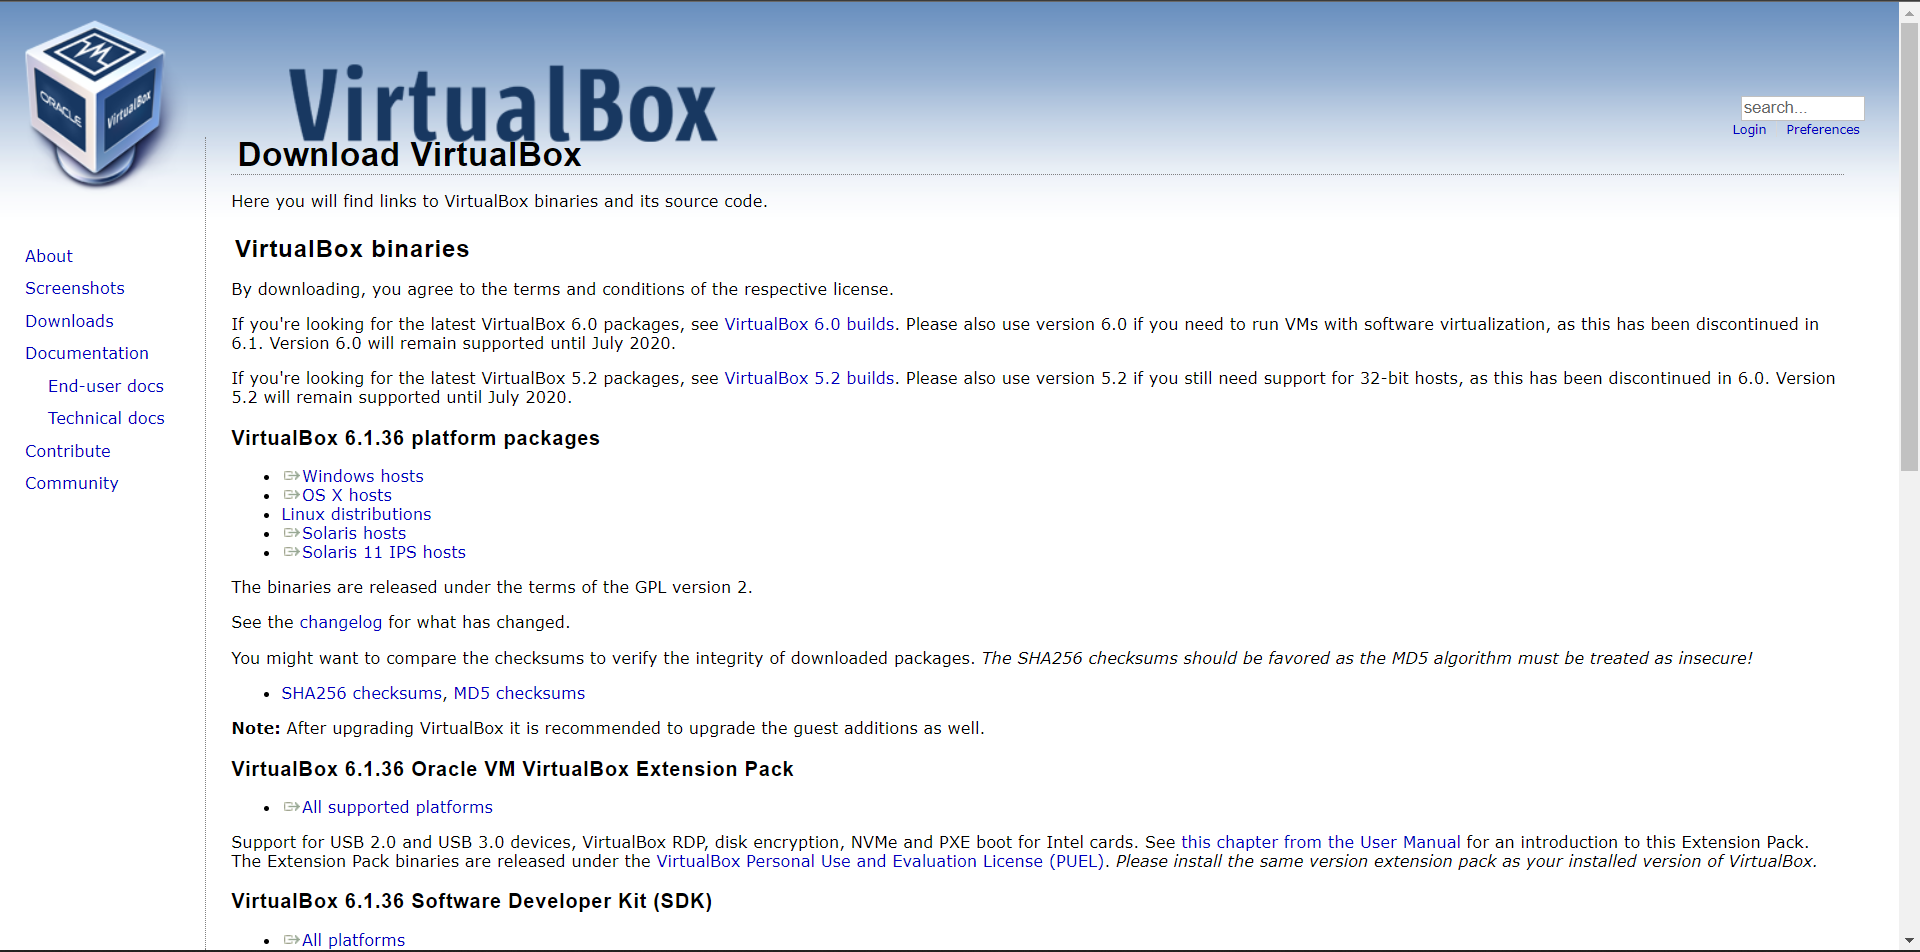 ORACLE
VirtualBox
VirtualBox
search...
Login Preferences
Download VirtualBox
Here you will find links to VirtualBox binaries and its source code.
About
Screenshots
Downloads
Documentation
End-user docs
Technical docs
Contribute
Community
VirtualBox binaries
By downloading, you agree to the terms and conditions of the respective license.
If you're looking for the latest VirtualBox 6.0 packages, see VirtualBox 6.0 builds. Please also use version 6.0 if you need to run VMs with software virtualization, as this has been discontinued in
6.1. Version 6.0 will remain supported until July 2020.
If you're looking for the latest VirtualBox 5.2 packages, see VirtualBox 5.2 builds. Please also use version 5.2 if you still need support for 32-bit hosts, as this has been discontinued in 6.0. Version
5.2 will remain supported until July 2020.
VirtualBox 6.1.36 platform packages
Windows hosts
OS X hosts
Linux distributions
Solaris hosts
Solaris 11 IPS hosts
The binaries are released under the terms of the GPL version 2.
See the changelog for what has changed.
You might want to compare the checksums to verify the integrity of downloaded packages. The SHA256 checksums should be favored as the MD5 algorithm must be treated as insecure!
SHA256 checksums, MD5 checksums
Note: After upgrading VirtualBox it is recommended to upgrade the guest additions as well.
VirtualBox 6.1.36 Oracle VM VirtualBox Extension Pack
All supported platforms
Support for USB 2.0 and USB 3.0 devices, VirtualBox RDP, disk encryption, NVMe and PXE boot for Intel cards. See this chapter from the User Manual for an introduction to this Extension Pack.
The Extension Pack binaries are released under the VirtualBox Personal Use and Evaluation License (PUEL). Please install the same version extension pack as your installed version of VirtualBox.
VirtualBox 6.1.36 Software Developer Kit (SDK)
All platforms